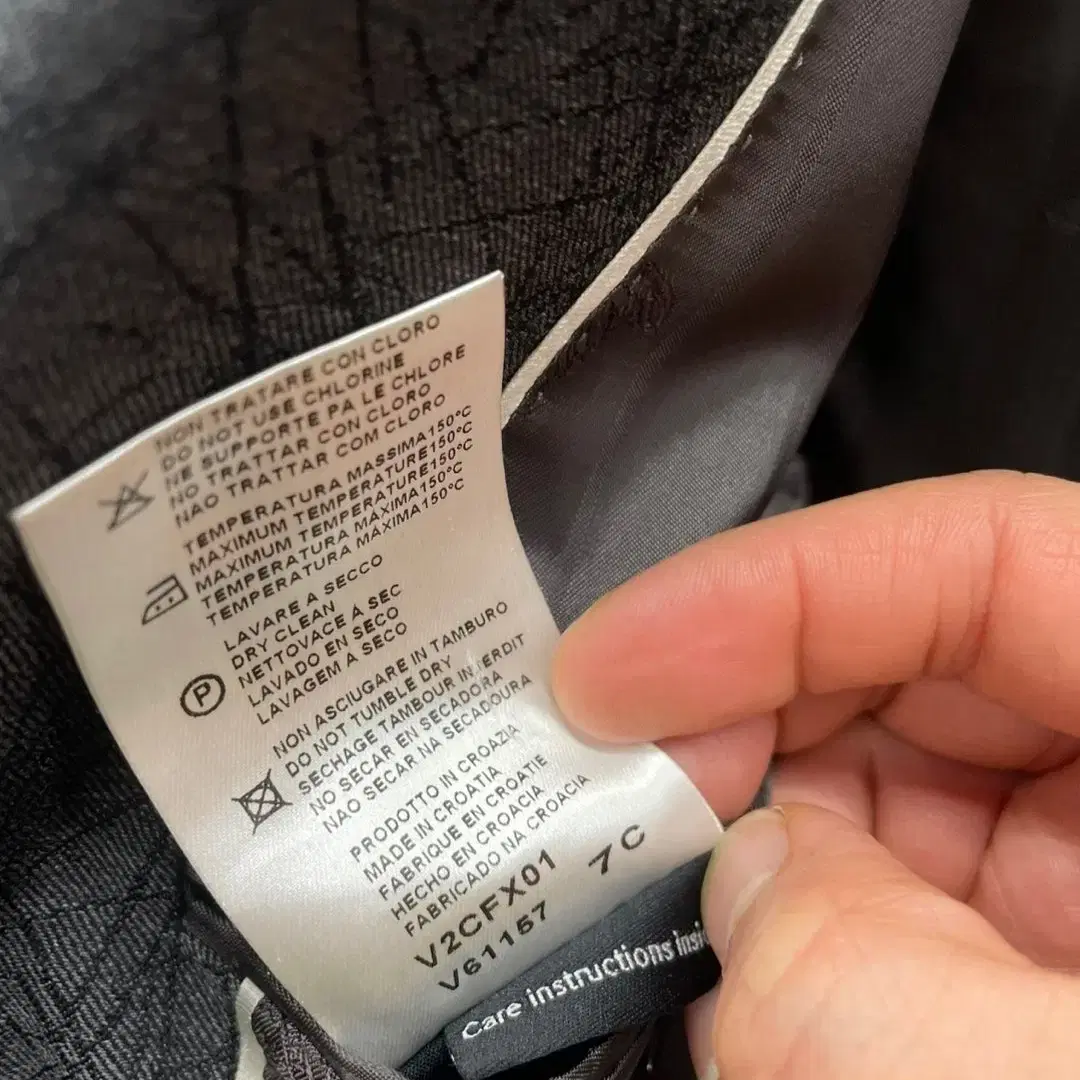 NON TRATARE CON CLORO
DO NOT USE CHLORINE
NE SUPPORTE PA LE CHLORE
NO TRATTAR CON CLORO
NAO TRATTAR COM CLORO
TEMPERATURA MASSIMA150°C
MAXIMUM TEMPERATURE150°C
MAXIMUM TEMPERATURE150°C
TEMPERATURA MÁXIMA150°C
TEMPERATURA MÁXIMA150°C
LAVARE A SECCO
DRY CLEAN
NETTOVACE Á SEC
LAVADO EN SECO
LAVAGEM A SECO
P
NON ASCIUGARE IN TAMBURO
DO NOT TUMBLE DRY
SECHAGE TAMBOUR INTERDIT
NO SECAR EN SECADORA
NAO SECAR NA SECADOURA
PRODOTTO IN CROAZIA
MADE IN CROATIA
FABRIQUE EN CROATIE
HECHO EN CROACIA
FABRICADO NA CROACIA
V2CFX01 7C
V61157
Care instructions